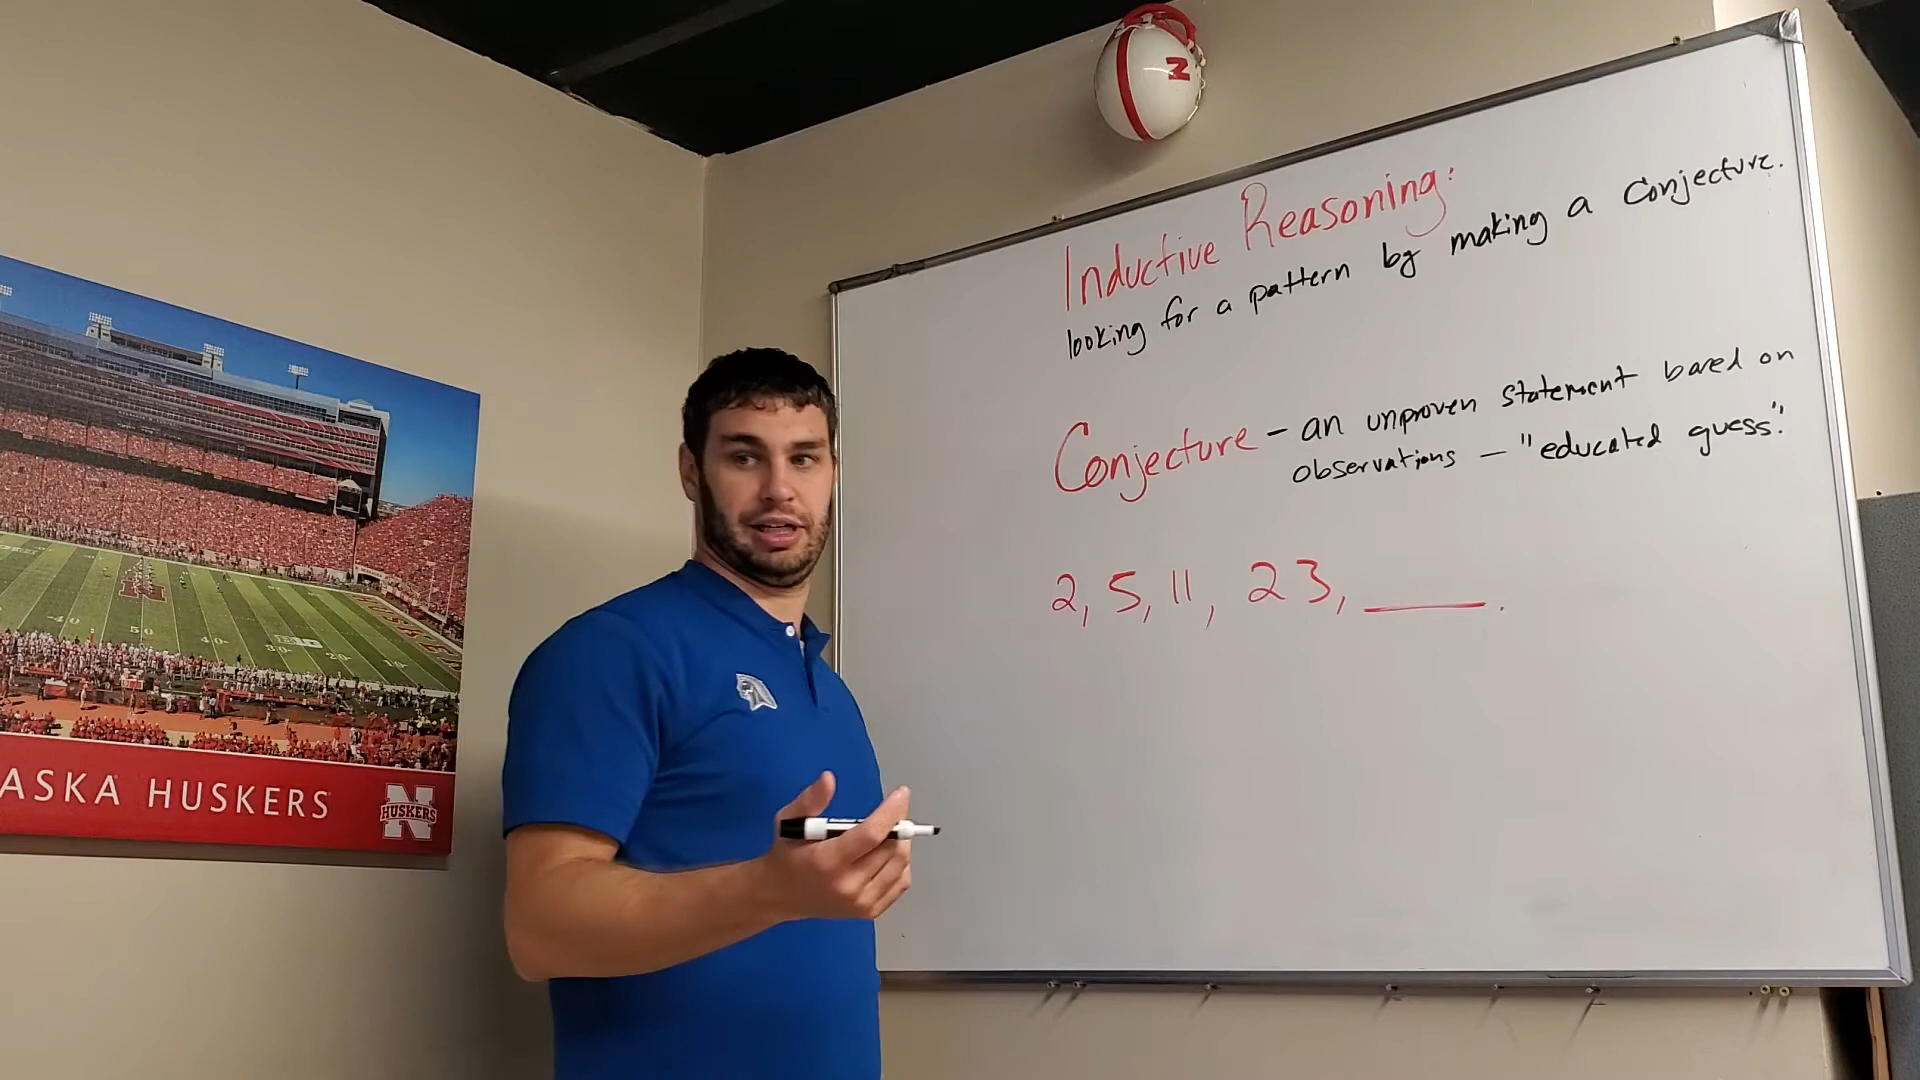 N
Inductive Reasoning:
looking for a pattern by making a conjecture.
Conjecture - an unproven statement based on
observations - "educated guess."
2, 5, 11, 23, ____.
ASKA HUSKERS
N
HUSKERS